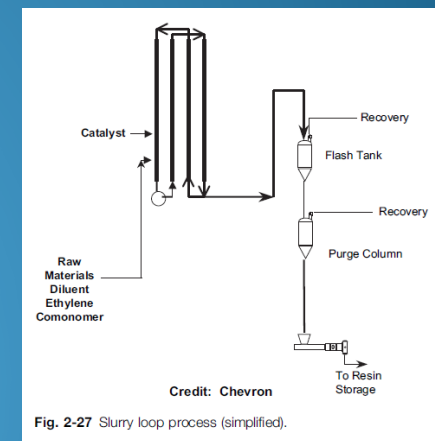 Recovery
Catalyst
Flash Tank
Recovery
Purge Column
Raw
Materials
Diluent
Ethylene
Comonomer
To Resin
Storage
Credit: Chevron
Fig. 2-27 Slurry loop process (simplified).